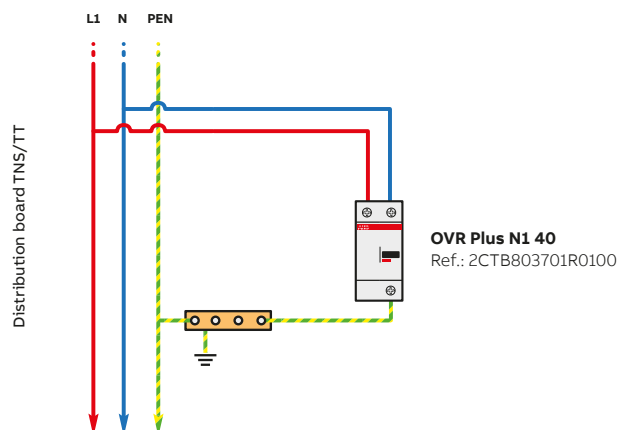 L1 N PEN
Distribution board TNS/TT
OVR Plus N1 40
Ref.: 2CTB803701R0100